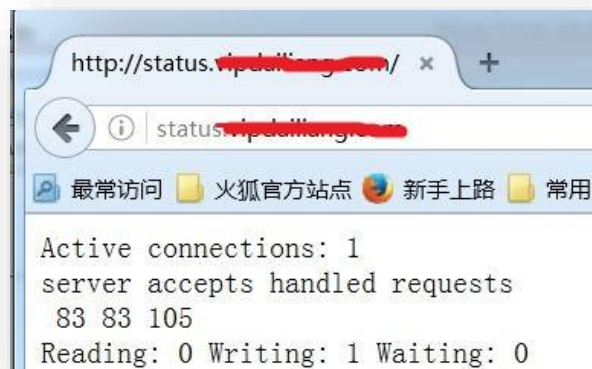 http://status. /
status
最常访问 火狐官方站点 新手上路 常用
Active connections: 1
server accepts handled requests
83 83 105
Reading: 0 Writing: 1 Waiting: 0